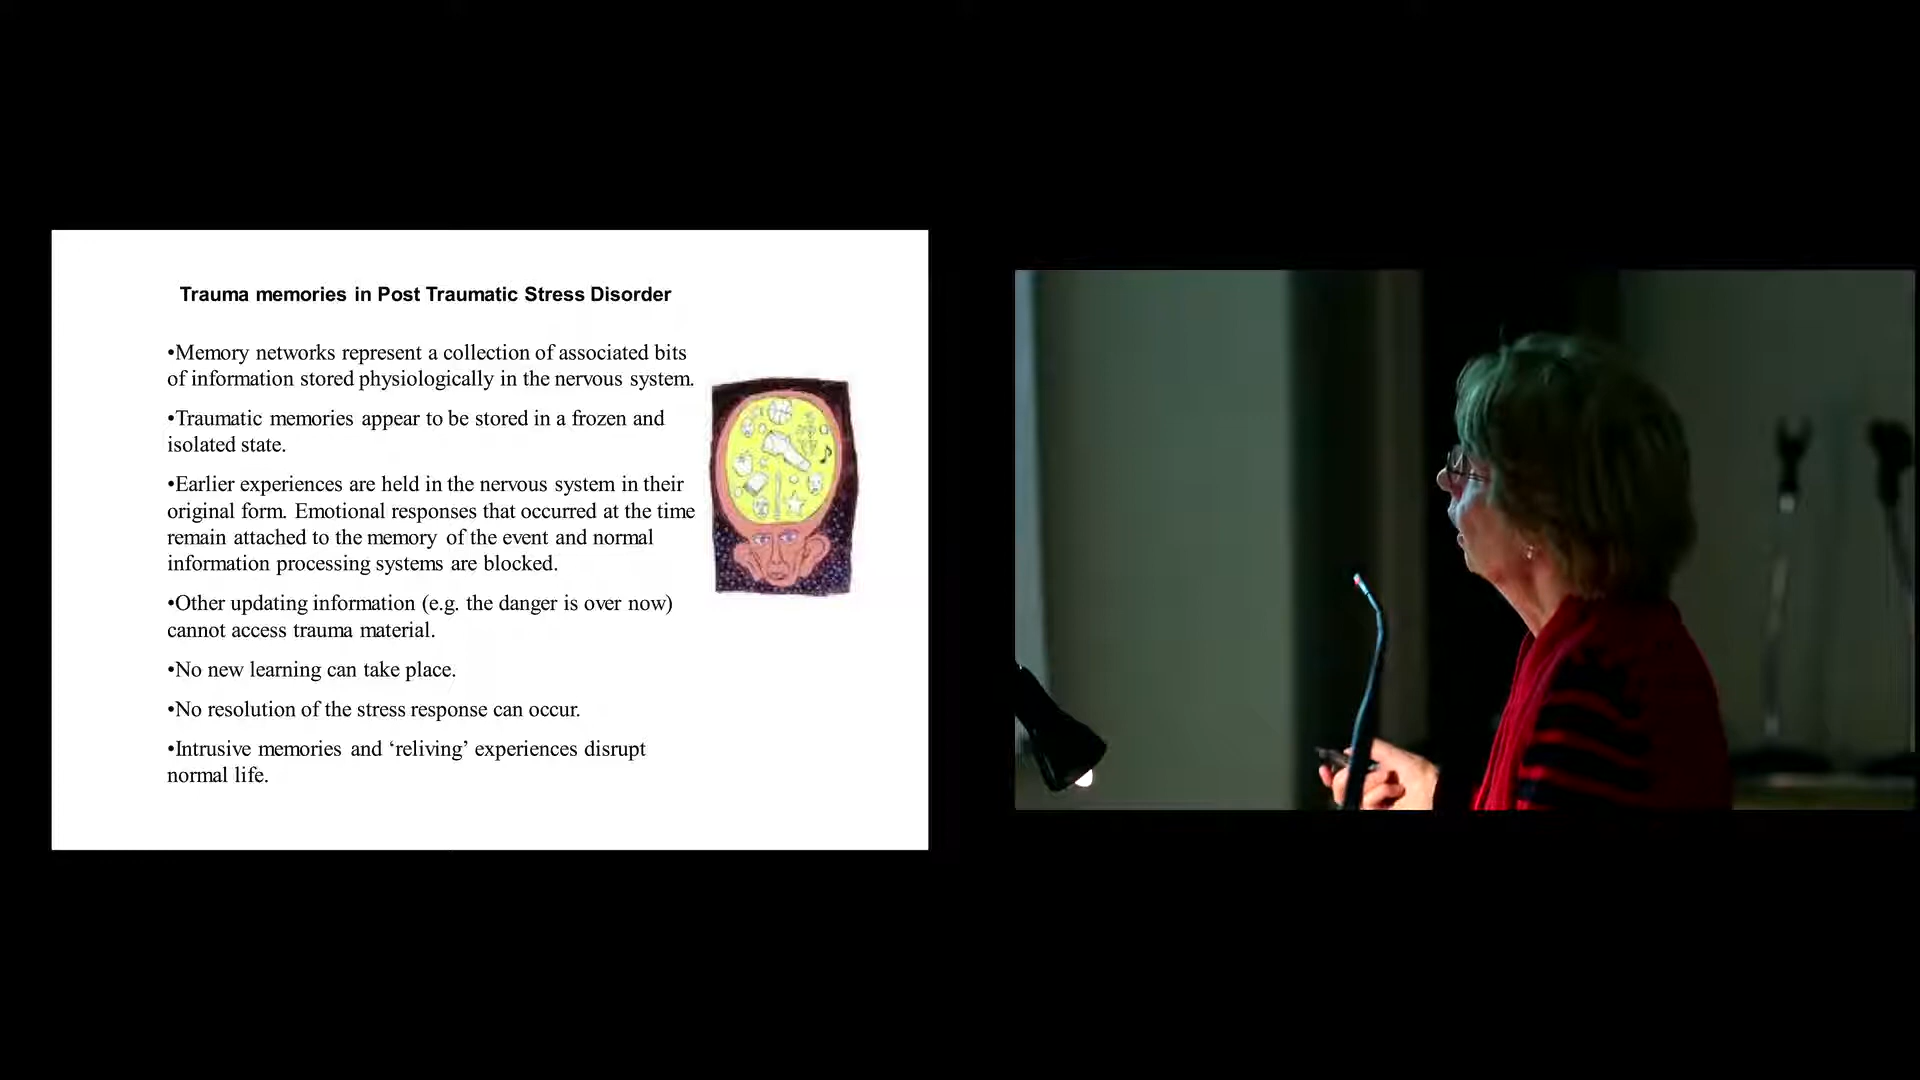 Trauma memories in Post Traumatic Stress Disorder
•Memory networks represent a collection of associated bits
of information stored physiologically in the nervous system.
•Traumatic memories appear to be stored in a frozen and
isolated state.
•Earlier experiences are held in the nervous system in their
original form. Emotional responses that occurred at the time
remain attached to the memory of the event and normal
information processing systems are blocked.
•Other updating information (e.g. the danger is over now)
cannot access trauma material.
•No new learning can take place.
•No resolution of the stress response can occur.
•Intrusive memories and ‘reliving’ experiences disrupt
normal life.